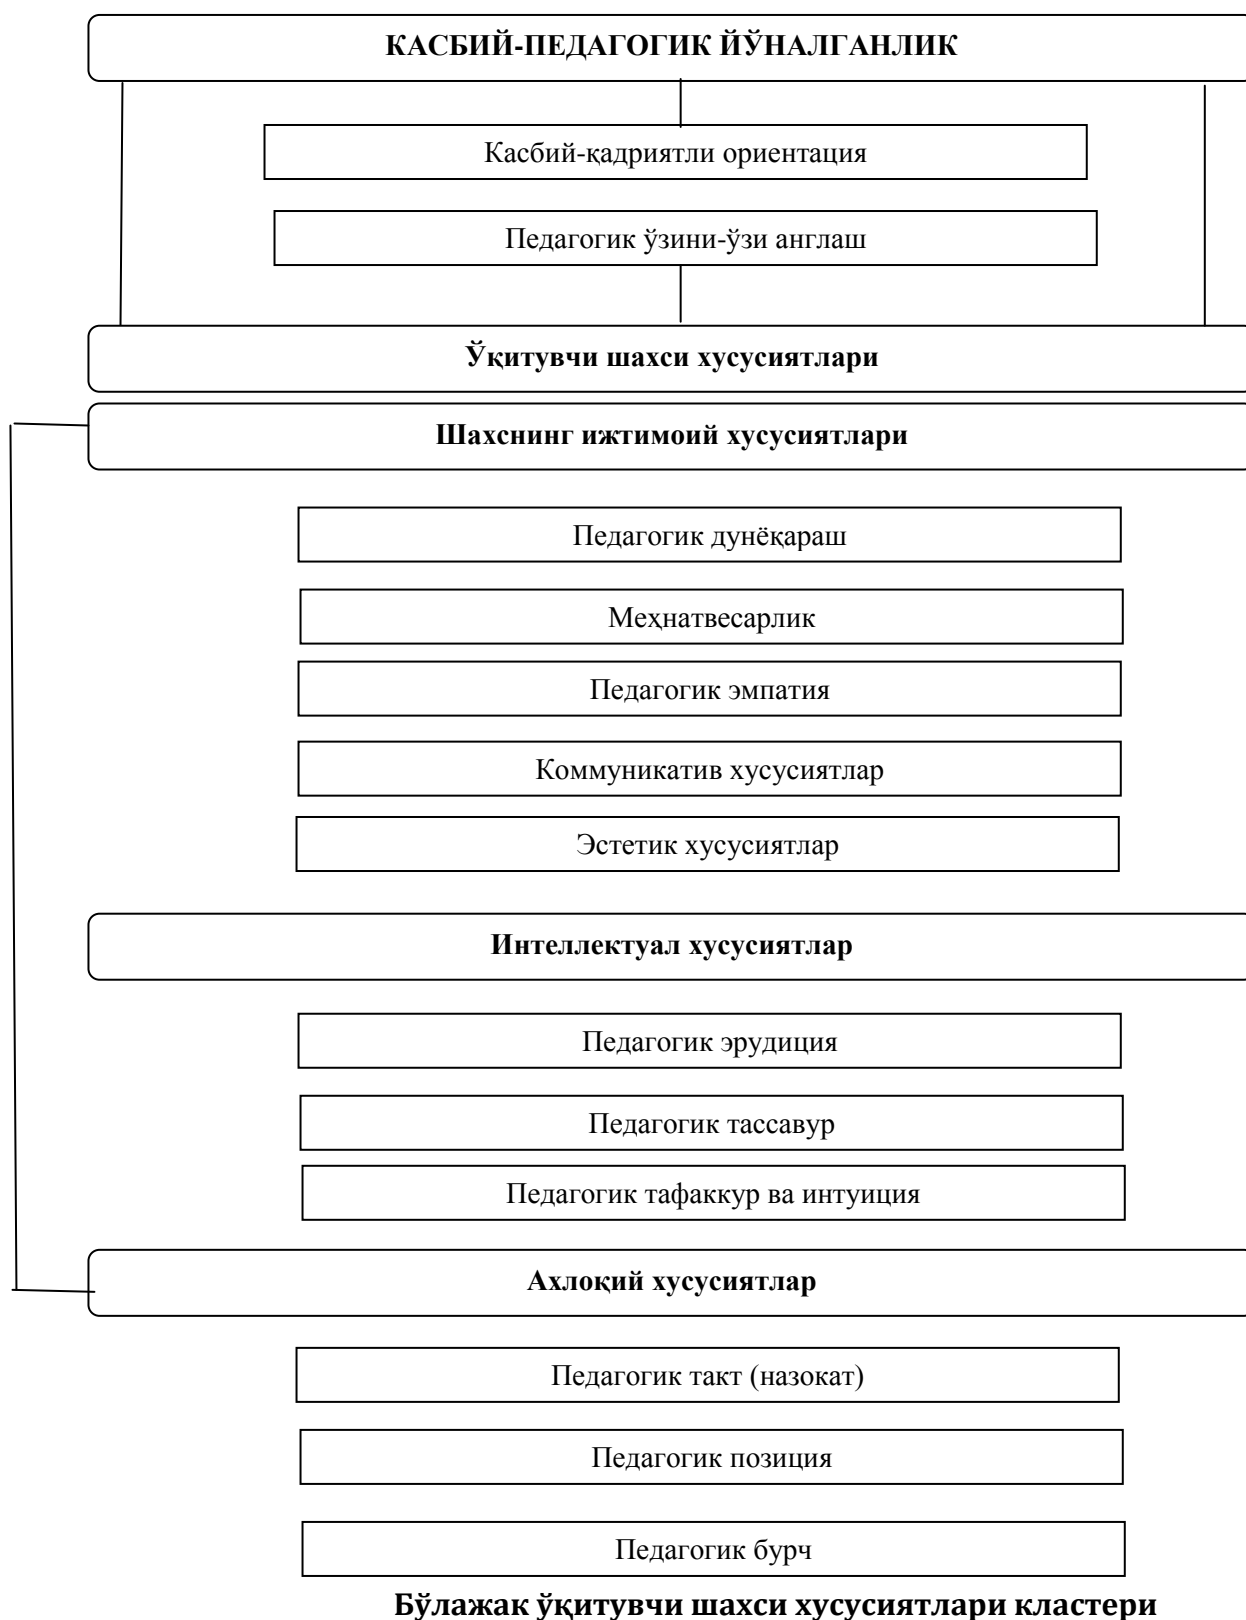 КАСБИЙ-ПЕДАГОГИК ЙЎНАЛГАНЛИК
Касбий-қадриятли ориентация
Педагогик ўзини-ўзи англаш
Ўқитувчи шахси хусусиятлари
Шахснинг ижтимоий хусусиятлари
Педагогик дунёқараш
Меҳнатвесарлик
Педагогик эмпатия
Коммуникатив хусусиятлар
Эстетик хусусиятлар
Интеллектуал хусусиятлар
Педагогик эрудиция
Педагогик тассавур
Педагогик тафаккур ва интуиция
Ахлоқий хусусиятлар
Педагогик такт (назокат)
Педагогик позиция
Педагогик бурч
Бўлажак ўқитувчи шахси хусусиятлари кластери